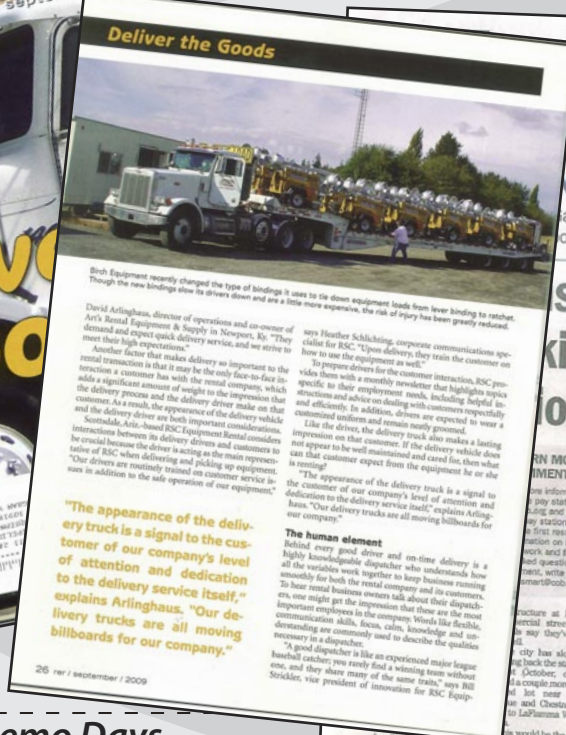 Deliver the Goods
Birch Equipment recently changed the type of bindings it uses to tie down equipment loads from lever binding to ratchet.
Though the new bindings slow its drivers down and are a little more expensive, the risk of injury has been greatly reduced.
David Arlinghaus, director of operations and co-owner of
Art's Rental Equipment & Supply in Newport, Ky. "They
demand and expect quick delivery service, and we strive to
meet their high expectations."
Another factor that makes delivery so important to the
rental transaction is that it may be the only face-to-face in-
teraction a customer has with the rental company, which
adds a significant amount of weight to the impression that
the delivery process and the delivery driver make on that
customer. As a result, the appearance of the delivery vehicle
and the delivery driver are both important considerations.
Scottsdale, Ariz.-based RSC Equipment Rental considers
interactions between its delivery drivers and customers to
be crucial because the driver is acting as the main represen-
tative of RSC when delivering and picking up equipment.
"Our drivers are routinely trained on customer service is-
sues in addition to the safe operation of our equipment,"
"The appearance of the deliv-
ery truck is a signal to the cus-
tomer of our company's level
of attention and dedication
to the delivery service itself,"
explains Arlinghaus. "Our de-
livery trucks are all moving
billboards for our company."
says Heather Schlichting, corporate communications spe-
cialist for RSC. "Upon delivery, they train the customer on
how to use the equipment as well."
To prepare drivers for the customer interaction, RSC pro-
vides them with a monthly newsletter that highlights topics
specific to their employment needs, including helpful in-
structions and advice on dealing with customers respectfully
and efficiently. In addition, drivers are expected to wear a
customized uniform and remain neatly groomed.
Like the driver, the delivery truck also makes a lasting
impression on that customer. If the delivery vehicle does
not appear to be well maintained and cared for, then what
can that customer expect from the equipment he or she
is renting?
"The appearance of the delivery truck is a signal to
the customer of our company's level of attention and
dedication to the delivery service itself," explains Arling-
haus. "Our delivery trucks are all moving billboards for
our company."
The human element
Behind every good driver and on-time delivery is a
highly knowledgeable dispatcher who understands how
all the variables work together to keep business running
smoothly for both the rental company and its customers.
To hear rental business owners talk about their dispatch-
ers, one might get the impression that these are the most
important employees in the company. Words like flexible,
communication skills, focus, calm, knowledge and un-
derstanding are commonly used to describe the qualities
necessary in a dispatcher.
"A good dispatcher is like an experienced major league
baseball catcher; you rarely find a winning team without
one, and they share many of the same traits," says Bill
Strickler, vice president of innovation for RSC Equip-
26 rer / september / 2009
emo Days